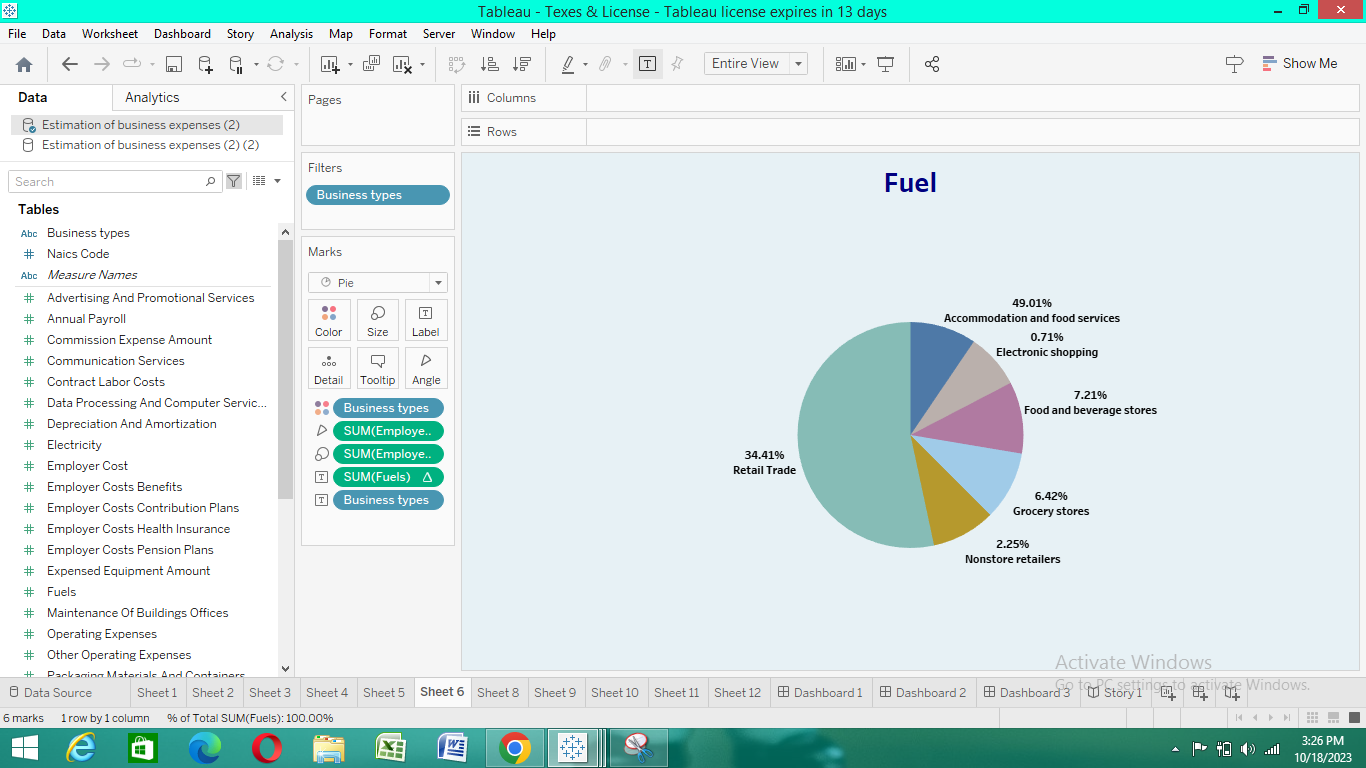 Tableau - Texes & License - Tableau license expires in 13 days
File Data Worksheet Dashboard Story Analysis Map Format Server Window Help
Entire View
Show Me
Data Analytics
Estimation of business expenses (2)
Estimation of business expenses (2) (2)
Search
Tables
Abc Business types
# Naics Code
Abc Measure Names
# Advertising And Promotional Services
# Annual Payroll
# Commission Expense Amount
# Communication Services
# Contract Labor Costs
# Data Processing And Computer Servic...
# Depreciation And Amortization
# Electricity
# Employer Cost
# Employer Costs Benefits
# Employer Costs Contribution Plans
# Employer Costs Health Insurance
# Employer Costs Pension Plans
# Expensed Equipment Amount
# Fuels
# Maintenance Of Buildings Offices
# Operating Expenses
# Other Operating Expenses
# Packaging Materials And Containers
Pages
Filters
Business types
Marks
Pie
Color Size Label
Detail Tooltip Angle
Business types
SUM(Employe..
SUM(Employe..
SUM(Fuels)
Business types
Columns
Rows
Fuel
49.01%
Accommodation and food services
0.71%
Electronic shopping
7.21%
Food and beverage stores
34.41%
Retail Trade
6.42%
Grocery stores
2.25%
Nonstore retailers
Activate Windows
Go to PC settings to activate Windows.
Data Source Sheet 1 Sheet 2 Sheet 3 Sheet 4 Sheet 5 Sheet 6 Sheet 8 Sheet 9 Sheet 10 Sheet 11 Sheet 12 Dashboard 1 Dashboard 2 Dashboard 3 Story 1
6 marks 1 row by 1 column % of Total SUM(Fuels): 100.00%
3:26 PM
10/18/2023